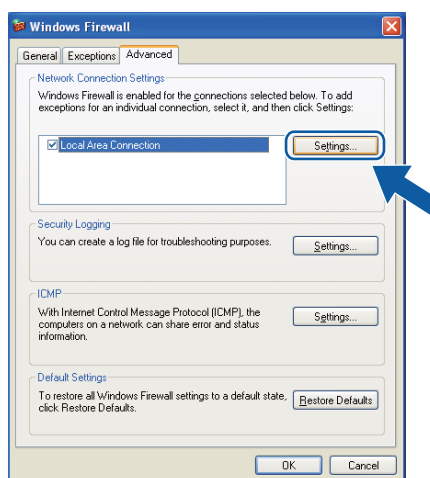 Windows Firewall
General Exceptions Advanced
Network Connection Settings
Windows Firewall is enabled for the connections selected below. To add
exceptions for an individual connection, select it, and then click Settings:
Local Area Connection
Settings...
Security Logging
You can create a log file for troubleshooting purposes.
Settings...
ICMP
With Internet Control Message Protocol (ICMP), the
computers on a network can share error and status
information.
Settings...
Default Settings
To restore all Windows Firewall settings to a default state,
click Restore Defaults.
Restore Defaults
OK Cancel